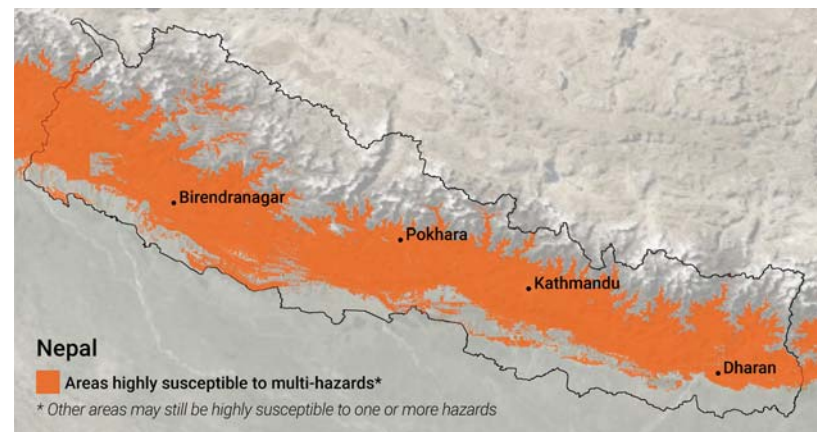 Birendranagar
Pokhara
Kathmandu
Dharan
Nepal
Areas highly susceptible to multi-hazards*
* Other areas may still be highly susceptible to one or more hazards